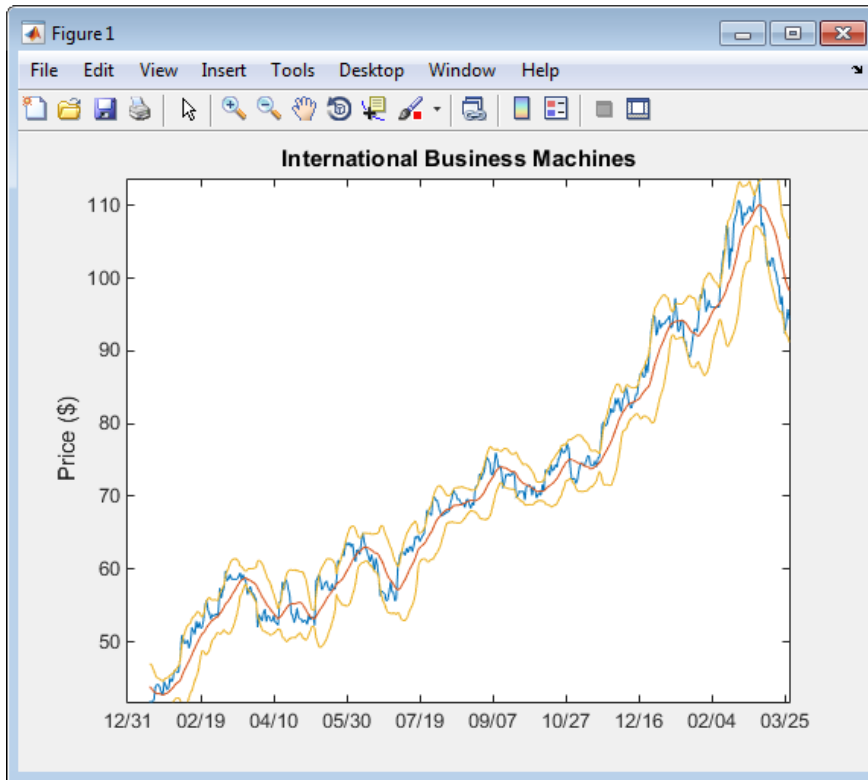 Figure 1
File Edit View Insert Tools Desktop Window Help
International Business Machines
Price ($)
110
100
90
80
70
60
50
12/31 02/19 04/10 05/30 07/19 09/07 10/27 12/16 02/04 03/25